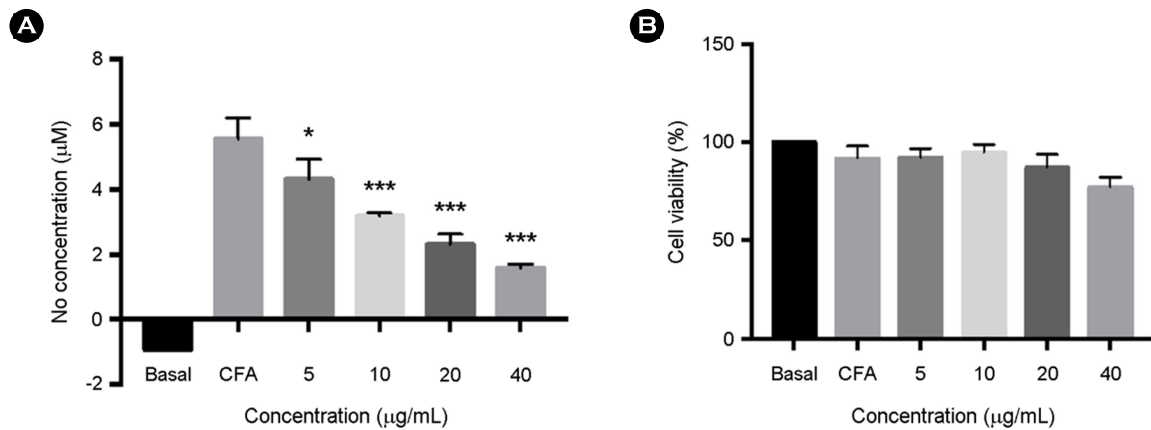 A
No concentration (μM)
8
6
4
2
0
-2
*
***
***
***
Basal CFA 5 10 20 40
Concentration (μg/mL)
B
Cell viability (%)
150
100
50
0
Basal CFA 5 10 20 40
Concentration (μg/mL)